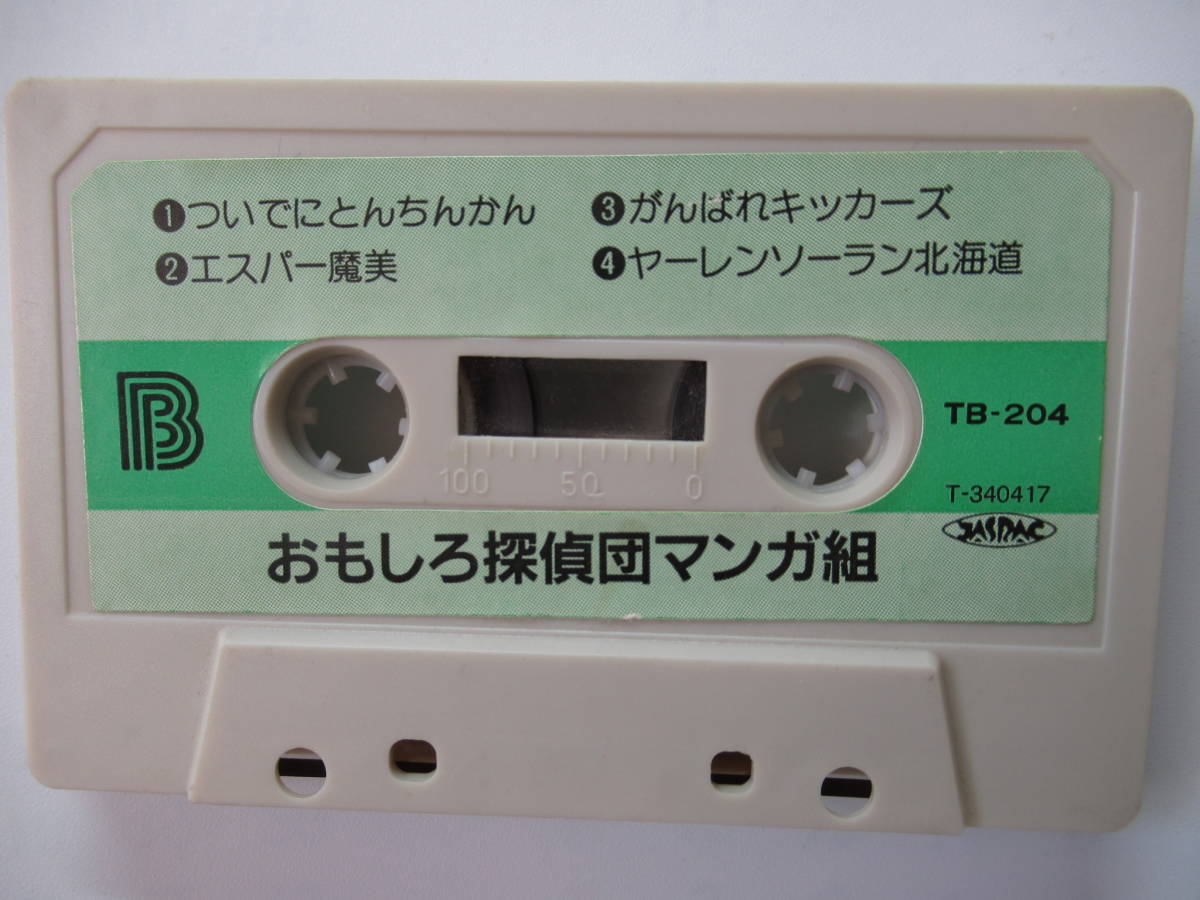 ❶ついでにとんちんかん
❷エスパー魔美
❸がんばれキッカーズ
❹ヤーレンソーラン北海道
B
TB-204
100 50 0
T-340417
JASRAC
おもしろ探偵団マンガ組